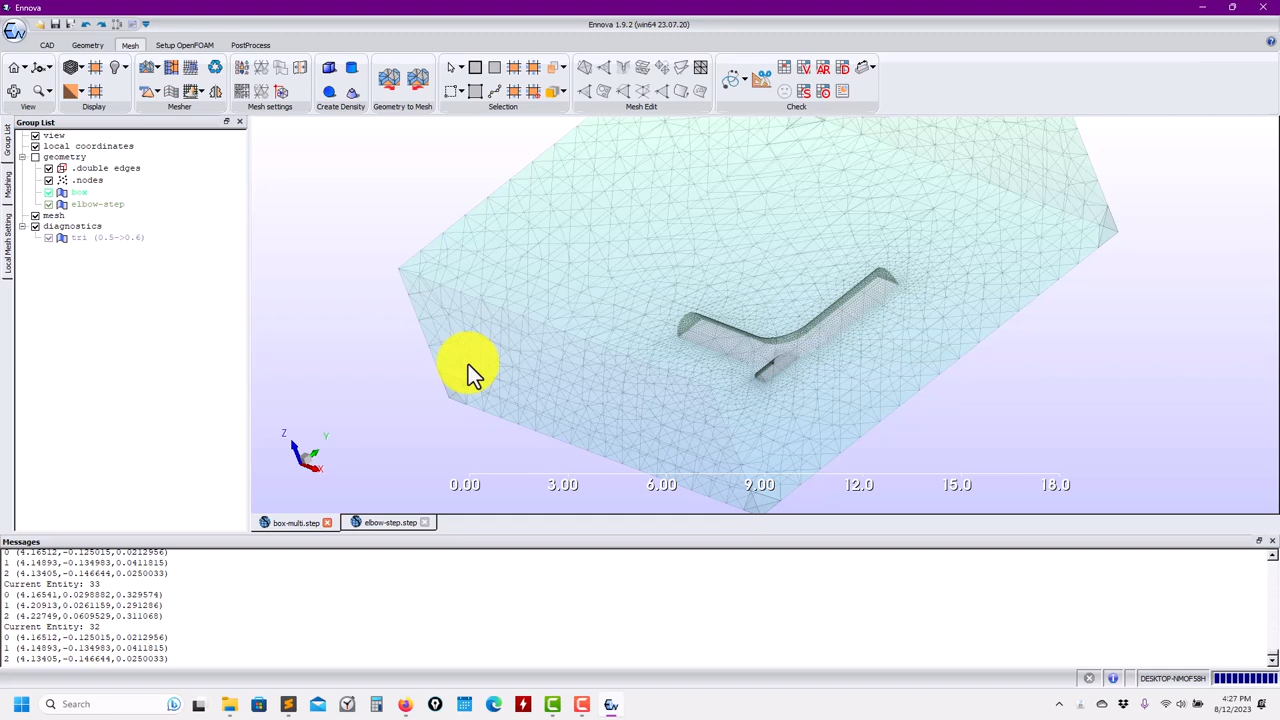 Ennova
Ennova 1.9.2 (win64 23.07.20)
CAD Geometry Mesh Setup OpenFOAM PostProcess
View Display Mesher Mesh settings Create Density Geometry to Mesh Selection Mesh Edit Check
Group List
Group List
Meshing
Local Mesh Setting
view
local coordinates
geometry
.double edges
.nodes
box
elbow-step
mesh
diagnostics
tri (0.5->0.6)
Z
Y
X
0.00 3.00 6.00 9.00 12.0 15.0 18.0
box-multi.step elbow-step.step
Messages
0 (4.16512,-0.125015,0.0212956)
1 (4.14893,-0.134983,0.0411815)
2 (4.13405,-0.146644,0.0250033)
Current Entity: 33
0 (4.16541,0.0298882,0.329574)
1 (4.20913,0.0261159,0.291286)
2 (4.22749,0.0609529,0.311068)
Current Entity: 32
0 (4.16512,-0.125015,0.0212956)
1 (4.14893,-0.134983,0.0411815)
2 (4.13405,-0.146644,0.0250033)
DESKTOP-NMOF58H
Search
4:27 PM
8/12/2023